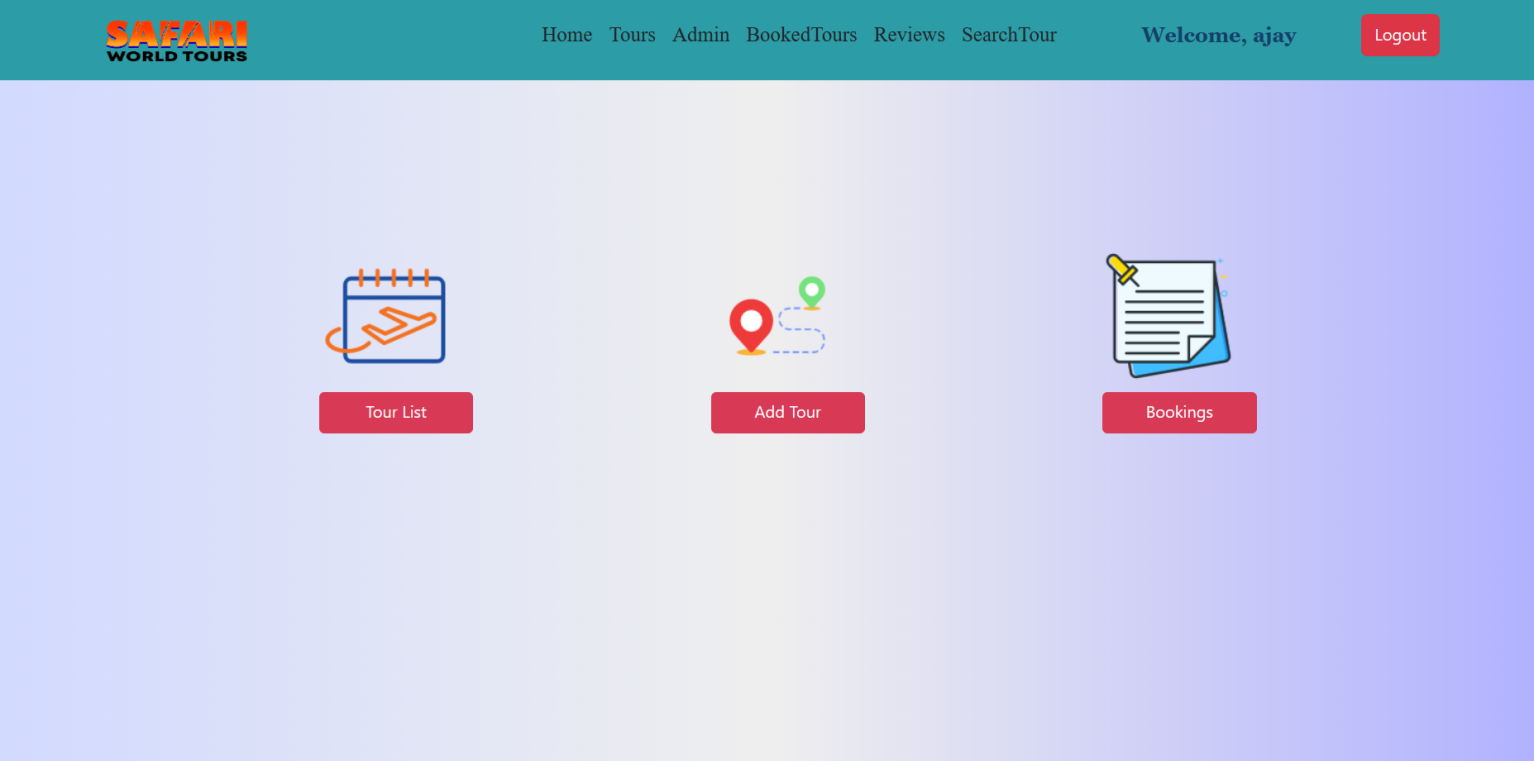 SAFARI
WORLD TOURS
Home Tours Admin BookedTours Reviews SearchTour
Welcome, ajay
Logout
Tour List
Add Tour
Bookings